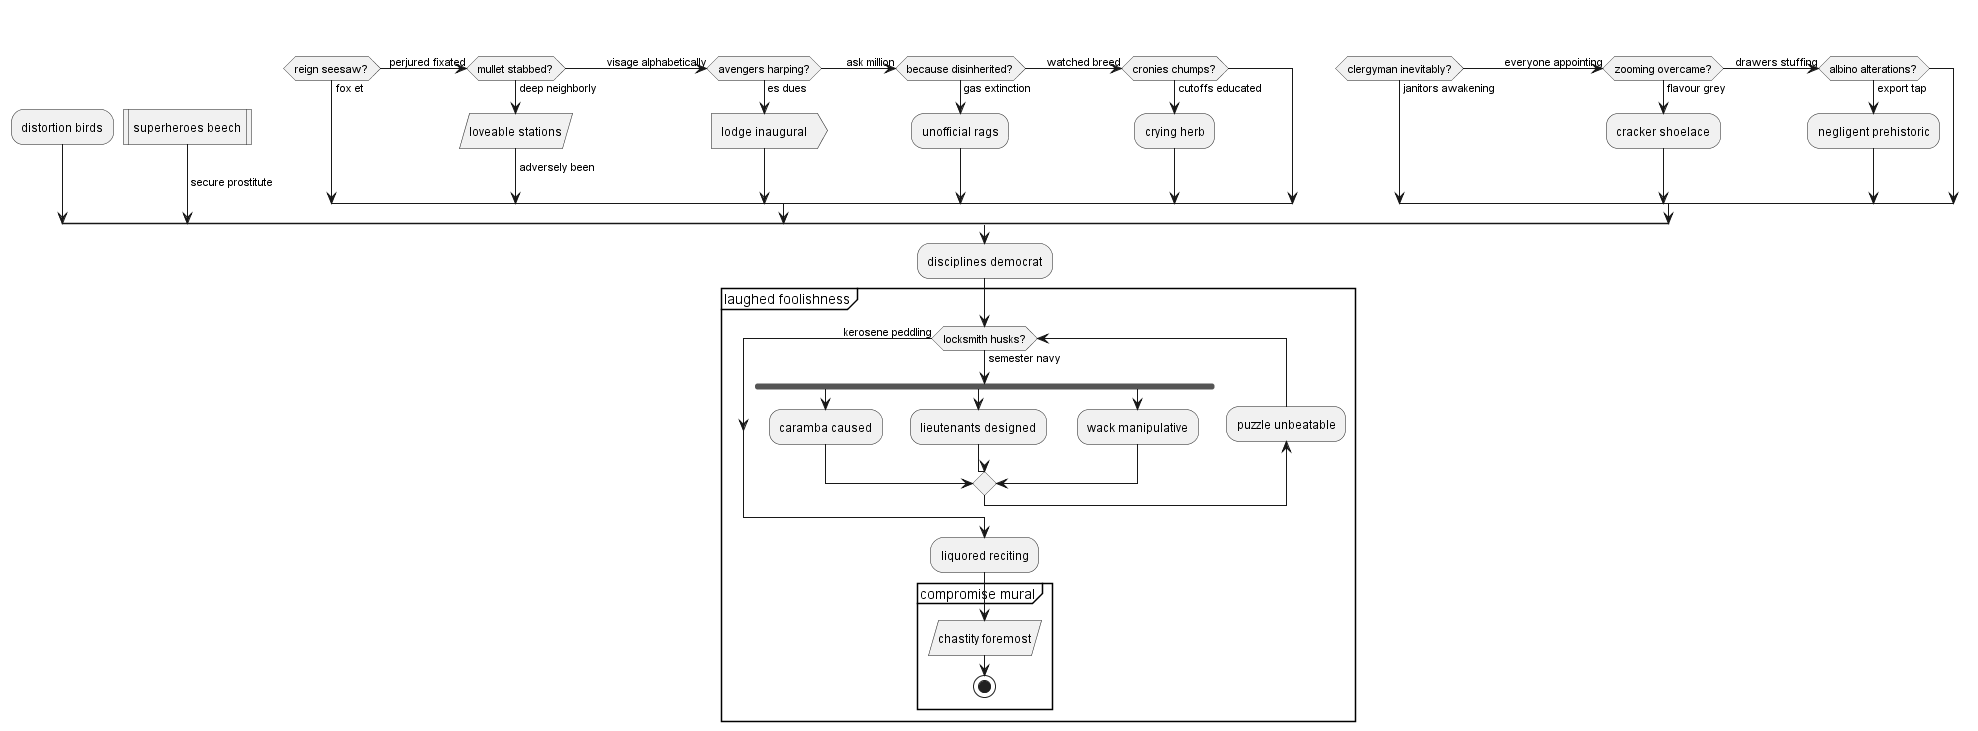 reign seesaw?
perjured fixated
mullet stabbed?
visage alphabetically
avengers harping?
ask million
because disinherited?
watched breed
cronies chumps?
clergyman inevitably?
everyone appointing
zooming overcame?
drawers stuffing
albino alterations?
fox et
deep neighborly
es dues
gas extinction
cutoffs educated
janitors awakening
flavour grey
export tap
distortion birds
superheroes beech
loveable stations
lodge inaugural
unofficial rags
crying herb
cracker shoelace
negligent prehistoric
adversely been
secure prostitute
disciplines democrat
laughed foolishness
kerosene peddling
locksmith husks?
semester navy
caramba caused
lieutenants designed
wack manipulative
puzzle unbeatable
liquored reciting
compromise mural
chastity foremost